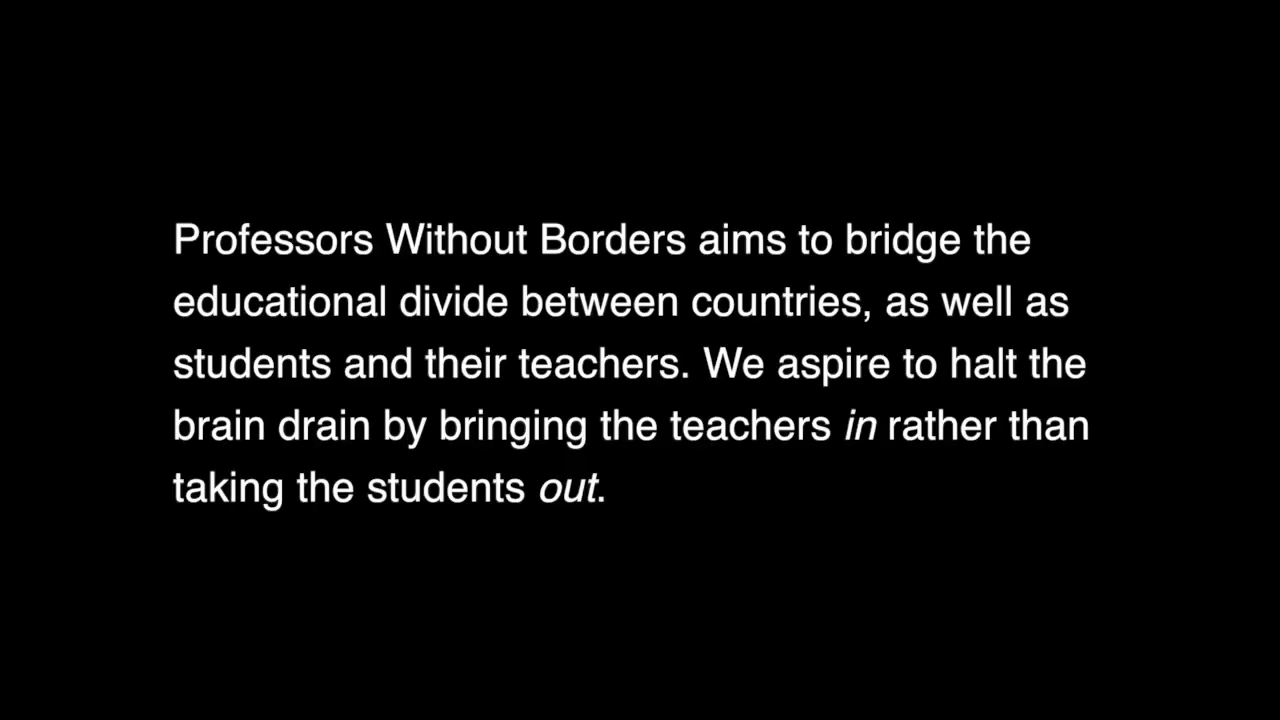 Professors Without Borders aims to bridge the
educational divide between countries, as well as
students and their teachers. We aspire to halt the
brain drain by bringing the teachers in rather than
taking the students out.